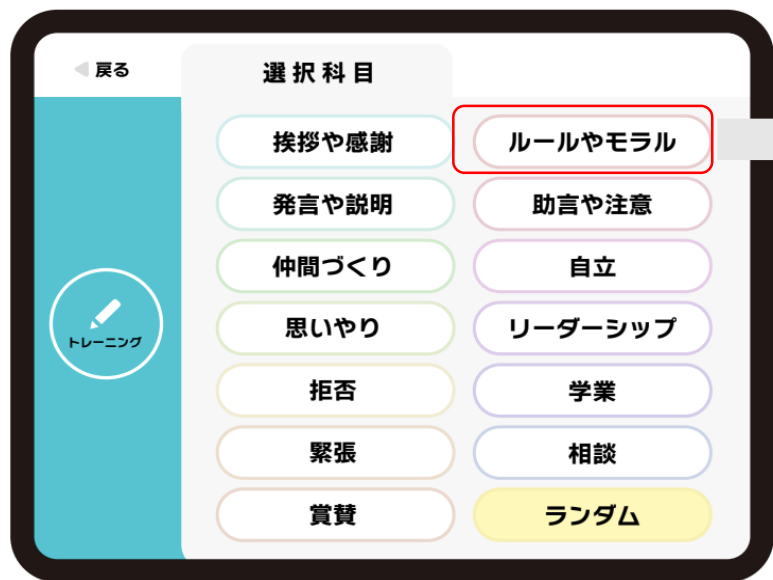 戻る
選択科目
挨拶や感謝
ルールやモラル
発言や説明
助言や注意
仲間づくり
自立
思いやり
リーダーシップ
拒否
学業
緊張
相談
賞賛
ランダム
トレーニング